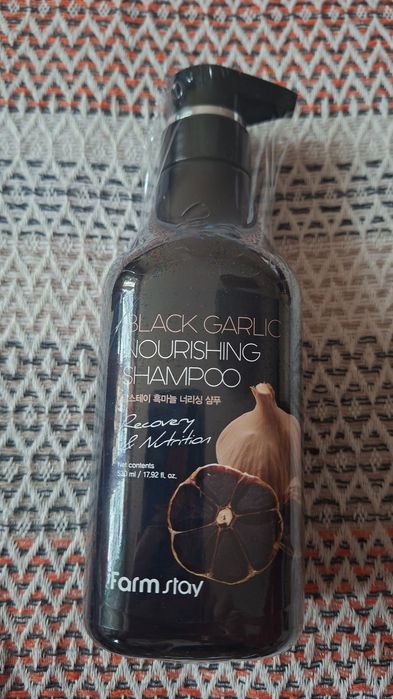 BLACK GARLIC
NOURISHING
SHAMPOO
팜스테이 흑마늘 너리싱 샴푸
Recovery
& Nutrition
Net contents
530 ml / 17.92 fl. oz.
Farmstay